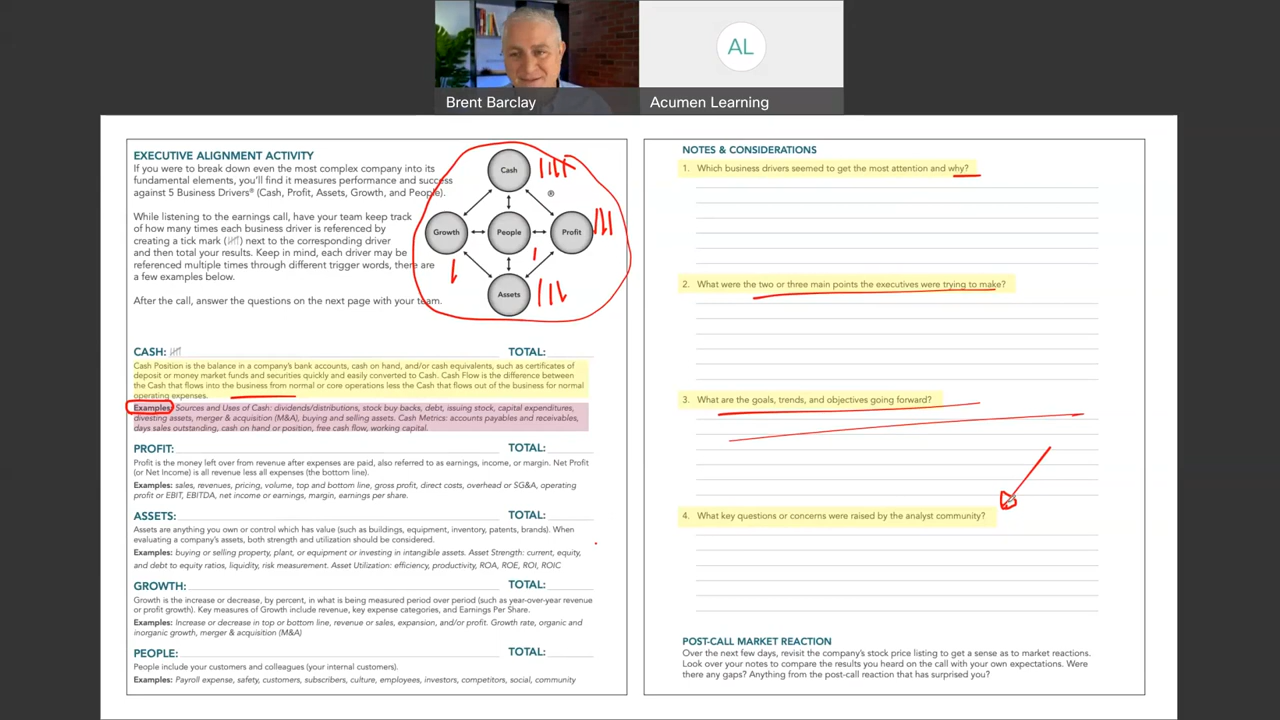 AL
Brent Barclay
Acumen Learning
EXECUTIVE ALIGNMENT ACTIVITY
If you were to break down even the most complex company into its
fundamental elements, you'll find it measures performance and success
against 5 Business Drivers® (Cash, Profit, Assets, Growth, and People).
While listening to the earnings call, have your team keep track
of how many times each business driver is referenced by
creating a tick mark () next to the corresponding driver
and then total your results. Keep in mind, each driver may be
referenced multiple times through different trigger words, there are
a few examples below.
After the call, answer the questions on the next page with your team.
Cash
®
Growth
People
Profit
Assets
CASH: TOTAL:
Cash Position is the balance in a company's bank accounts, cash on hand, and/or cash equivalents, such as certificates of
deposit or money market funds and securities quickly and easily converted to Cash. Cash Flow is the difference between
the Cash that flows into the business from normal or core operations less the Cash that flows out of the business for normal
operating expenses.
Examples: Sources and Uses of Cash: dividends/distributions, stock buy backs, debt, issuing stock, capital expenditures,
divesting assets, merger & acquisition (M&A), buying and selling assets. Cash Metrics: accounts payables and receivables,
days sales outstanding, cash on hand or position, free cash flow, working capital.
PROFIT: TOTAL:
Profit is the money left over from revenue after expenses are paid, also referred to as earnings, income, or margin. Net Profit
(or Net Income) is all revenue less all expenses (the bottom line).
Examples: sales, revenues, pricing, volume, top and bottom line, gross profit, direct costs, overhead or SG&A, operating
profit or EBIT, EBITDA, net income or earnings, margin, earnings per share.
ASSETS: TOTAL:
Assets are anything you own or control which has value (such as buildings, equipment, inventory, patents, brands). When
evaluating a company's assets, both strength and utilization should be considered.
Examples: buying or selling property, plant, or equipment or investing in intangible assets. Asset Strength: current, equity,
and debt to equity ratios, liquidity, risk measurement. Asset Utilization: efficiency, productivity, ROA, ROE, ROI, ROIC
GROWTH: TOTAL:
Growth is the increase or decrease, by percent, in what is being measured period over period (such as year-over-year revenue
or profit growth). Key measures of Growth include revenue, key expense categories, and Earnings Per Share.
Examples: Increase or decrease in top or bottom line, revenue or sales, expansion, and/or profit. Growth rate, organic and
inorganic growth, merger & acquisition (M&A)
PEOPLE: TOTAL:
People include your customers and colleagues (your internal customers).
Examples: Payroll expense, safety, customers, subscribers, culture, employees, investors, competitors, social, community
NOTES & CONSIDERATIONS
1. Which business drivers seemed to get the most attention and why?
2. What were the two or three main points the executives were trying to make?
3. What are the goals, trends, and objectives going forward?
4. What key questions or concerns were raised by the analyst community?
POST-CALL MARKET REACTION
Over the next few days, revisit the company's stock price listing to get a sense as to market reactions.
Look over your notes to compare the results you heard on the call with your own expectations. Were
there any gaps? Anything from the post-call reaction that has surprised you?